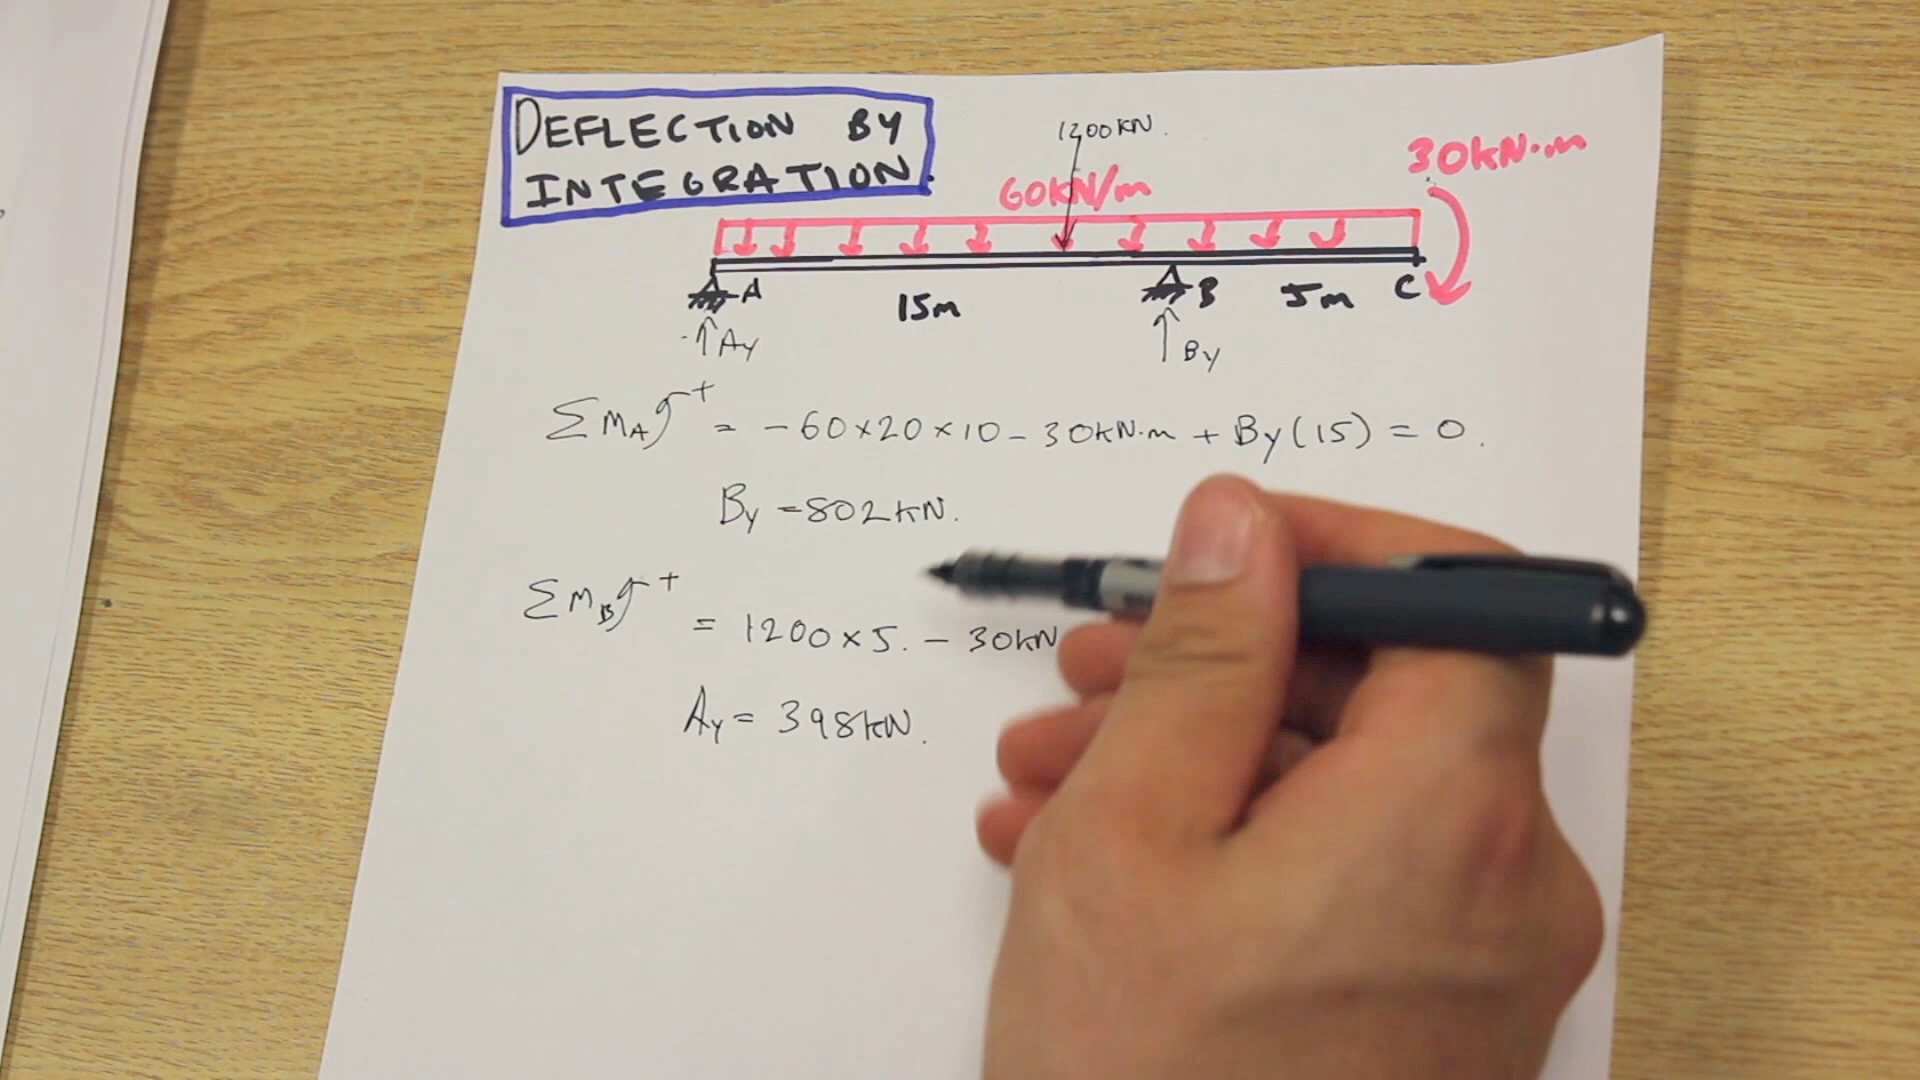 DEFLECTION BY
INTEGRATION.
1200KN.
60KN/m
30KN·m
A
15m
B
5m
C
Ay
By
ΣMA + = - 60×20×10 - 30KN·m + By(15) = 0.
By = 802KN.
ΣMB +
= 1200×5. - 30KN
Ay = 398KN.